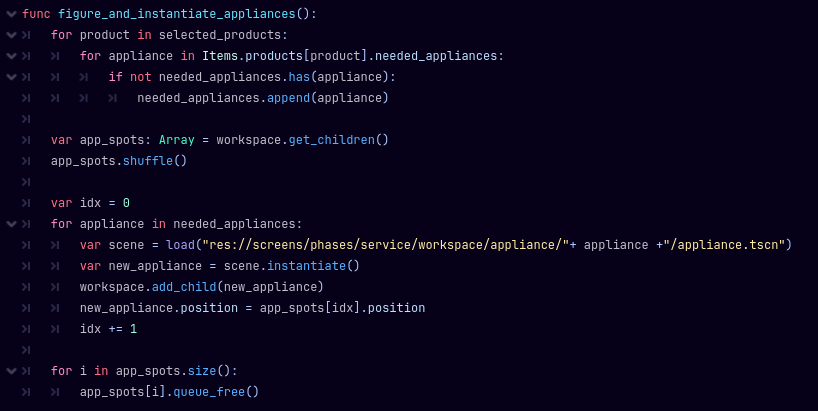 func figure_and_instantiate_appliances():
    for product in selected_products:
        for appliance in Items.products[product].needed_appliances:
            if not needed_appliances.has(appliance):
                needed_appliances.append(appliance)

    var app_spots: Array = workspace.get_children()
    app_spots.shuffle()

    var idx = 0
    for appliance in needed_appliances:
        var scene = load("res://screens/phases/service/workspace/appliance/"+ appliance +"/appliance.tscn")
        var new_appliance = scene.instantiate()
        workspace.add_child(new_appliance)
        new_appliance.position = app_spots[idx].position
        idx += 1

    for i in app_spots.size():
        app_spots[i].queue_free()